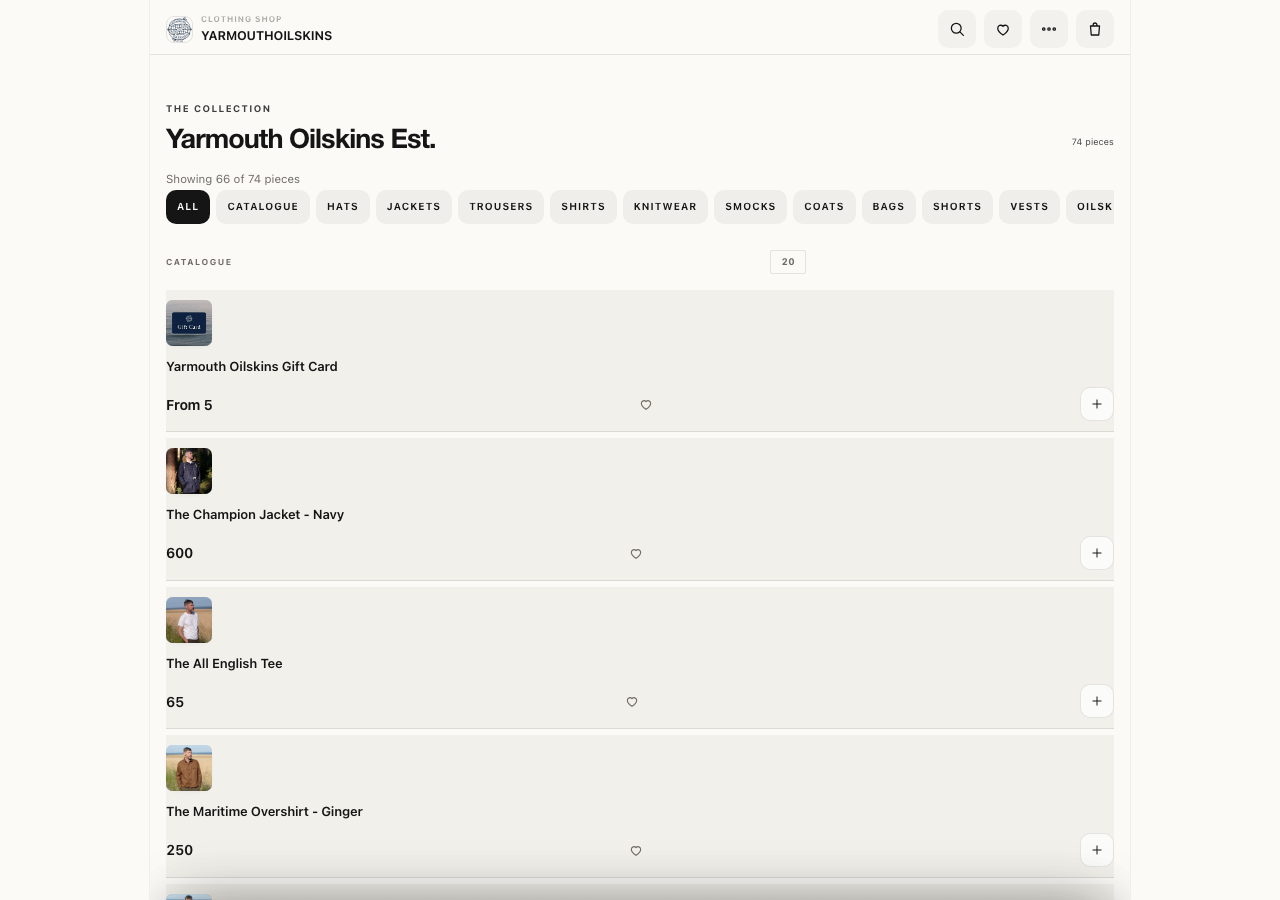 CLOTHING SHOP
YARMOUTHOILSKINS
THE COLLECTION
Yarmouth Oilskins Est.
74 pieces
Showing 66 of 74 pieces
ALL CATALOGUE HATS JACKETS TROUSERS SHIRTS KNITWEAR SMOCKS COATS BAGS SHORTS VESTS OILSK
CATALOGUE 20
Gift Card
Yarmouth Oilskins Gift Card
From 5
The Champion Jacket - Navy
600
The All English Tee
65
The Maritime Overshirt - Ginger
250